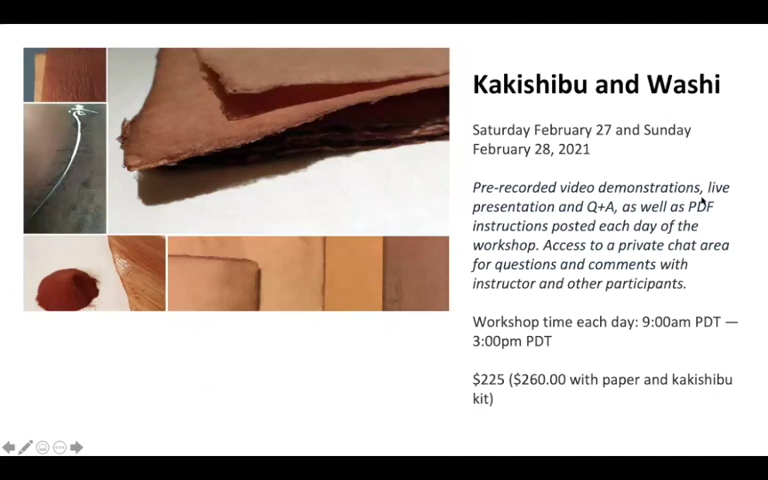 Kakishibu and Washi
Saturday February 27 and Sunday
February 28, 2021
Pre-recorded video demonstrations, live
presentation and Q+A, as well as PDF
instructions posted each day of the
workshop. Access to a private chat area
for questions and comments with
instructor and other participants.
Workshop time each day: 9:00am PDT —
3:00pm PDT
$225 ($260.00 with paper and kakishibu
kit)